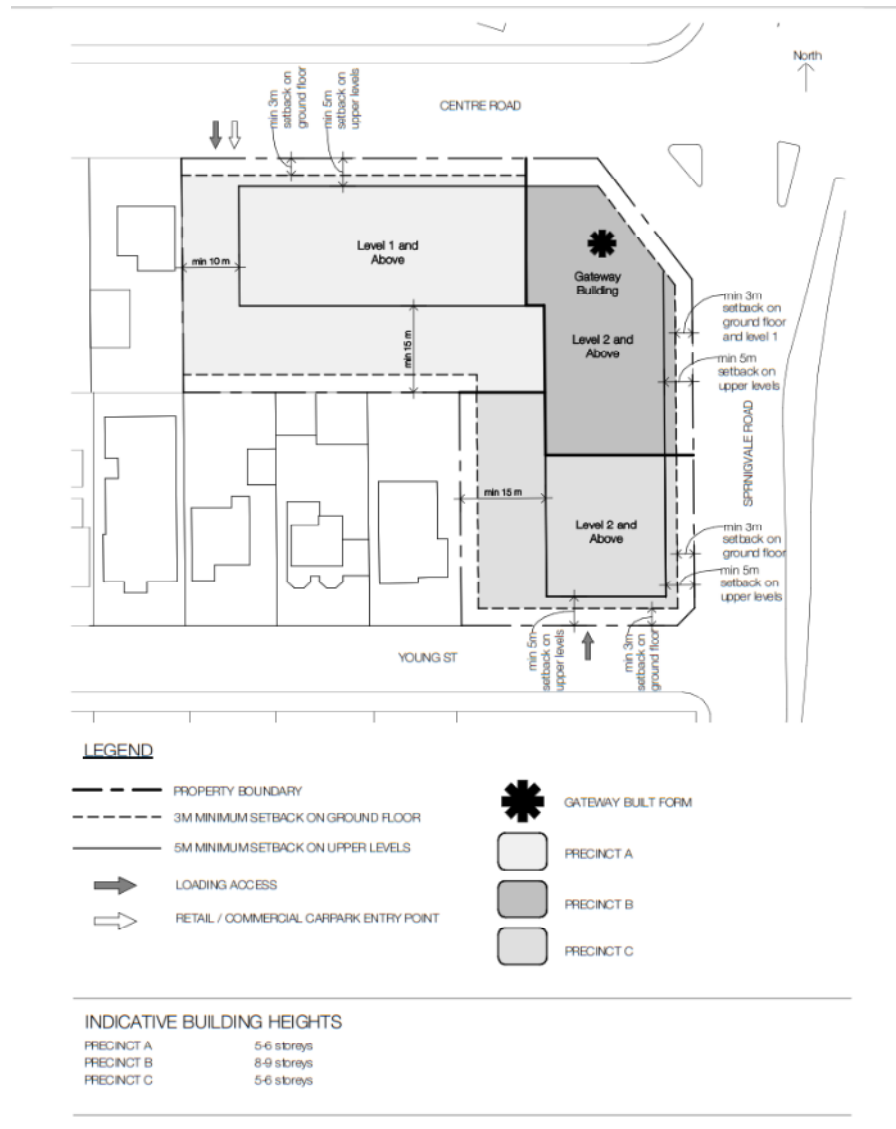 North
CENTRE ROAD
min 3m
setback on
ground floor
min 5m
setback on
upper levels
Level 1 and
Above
min 10 m
min 15 m
Gateway
Building
Level 2 and
Above
min 3m
setback on
ground floor
and level 1
min 5m
setback on
upper levels
SPRNIGVALE ROAD
min 15 m
Level 2 and
Above
min 3m
setback on
ground floor
min 5m
setback on
upper levels
min 5m
setback on
upper levels
min 3m
setback on
ground floor
YOUNG ST
LEGEND
PROPERTY BOUNDARY
3M MINIMUM SETBACK ON GROUND FLOOR
5M MINIMUM SETBACK ON UPPER LEVELS
LOADING ACCESS
RETAIL / COMMERCIAL CARPARK ENTRY POINT
GATEWAY BUILT FORM
PRECINCT A
PRECINCT B
PRECINCT C
INDICATIVE BUILDING HEIGHTS
PRECINCT A 5-6 storeys
PRECINCT B 8-9 storeys
PRECINCT C 5-6 storeys